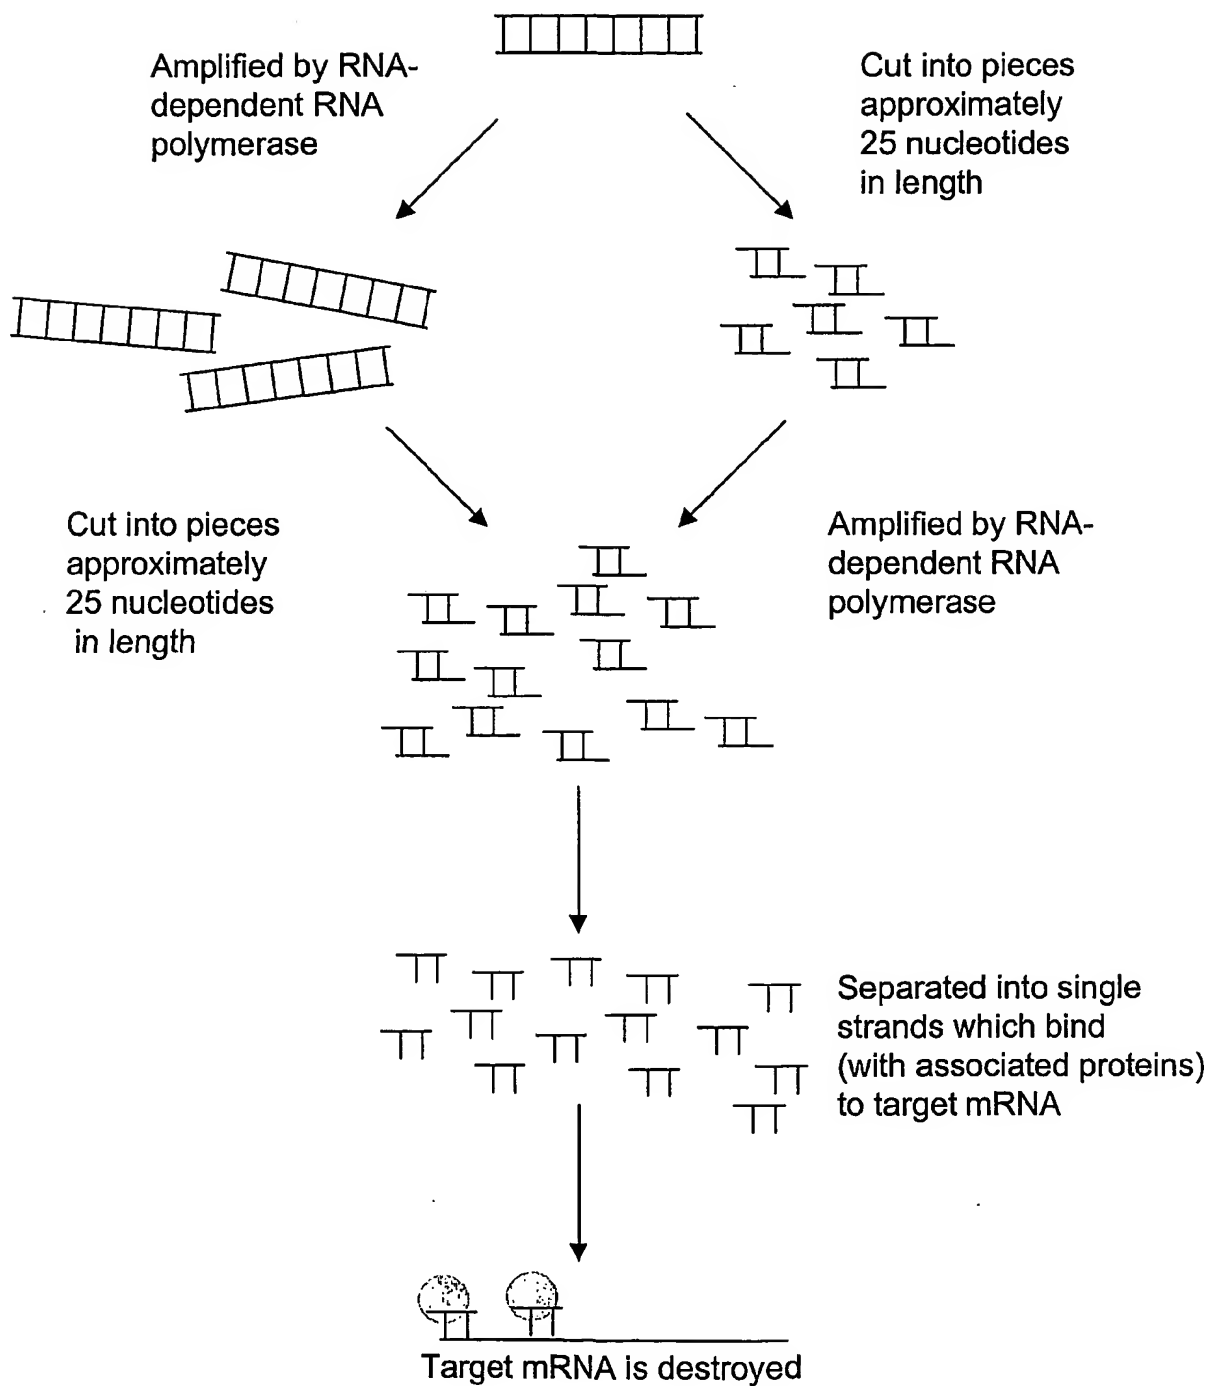 Amplified by RNA-
dependent RNA
polymerase
Cut into pieces
approximately
25 nucleotides
in length
Cut into pieces
approximately
25 nucleotides
in length
Amplified by RNA-
dependent RNA
polymerase
Separated into single
strands which bind
(with associated proteins)
to target mRNA
Target mRNA is destroyed